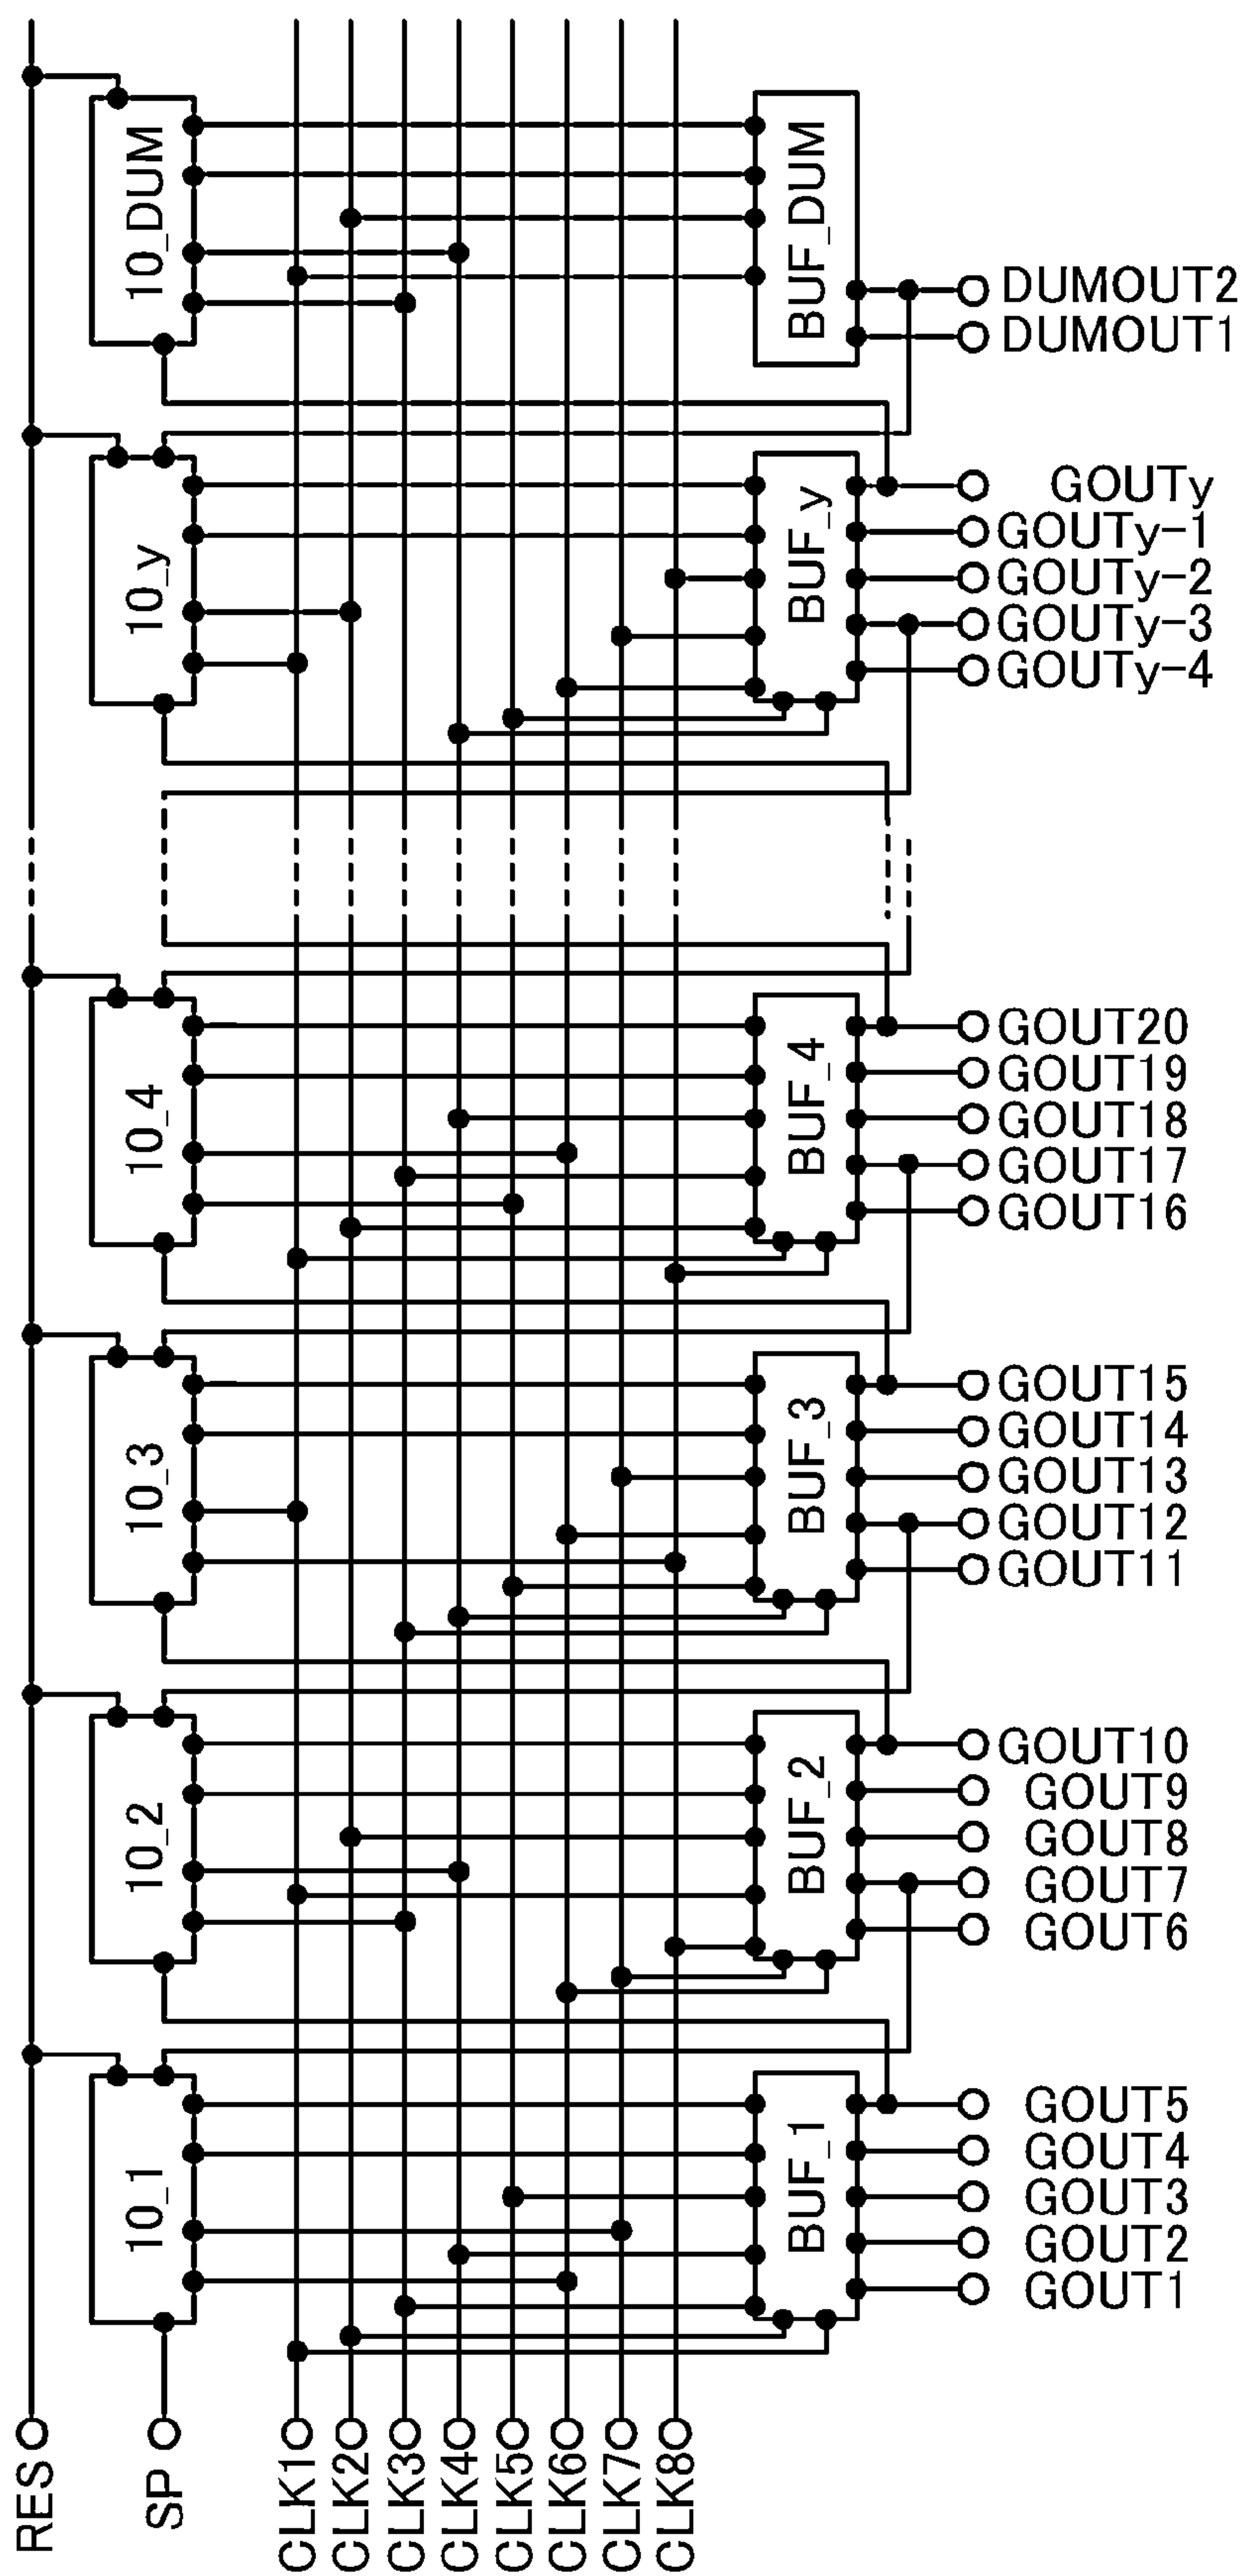 10_DUM
BUF_DUM
DUMOUT2
DUMOUT1
10_y
BUF_y
GOUTy
GOUTy-1
GOUTy-2
GOUTy-3
GOUTy-4
10_4
BUF_4
GOUT20
GOUT19
GOUT18
GOUT17
GOUT16
10_3
BUF_3
GOUT15
GOUT14
GOUT13
GOUT12
GOUT11
10_2
BUF_2
GOUT10
GOUT9
GOUT8
GOUT7
GOUT6
10_1
BUF_1
GOUT5
GOUT4
GOUT3
GOUT2
GOUT1
RES
SP
CLK1
CLK2
CLK3
CLK4
CLK5
CLK6
CLK7
CLK8